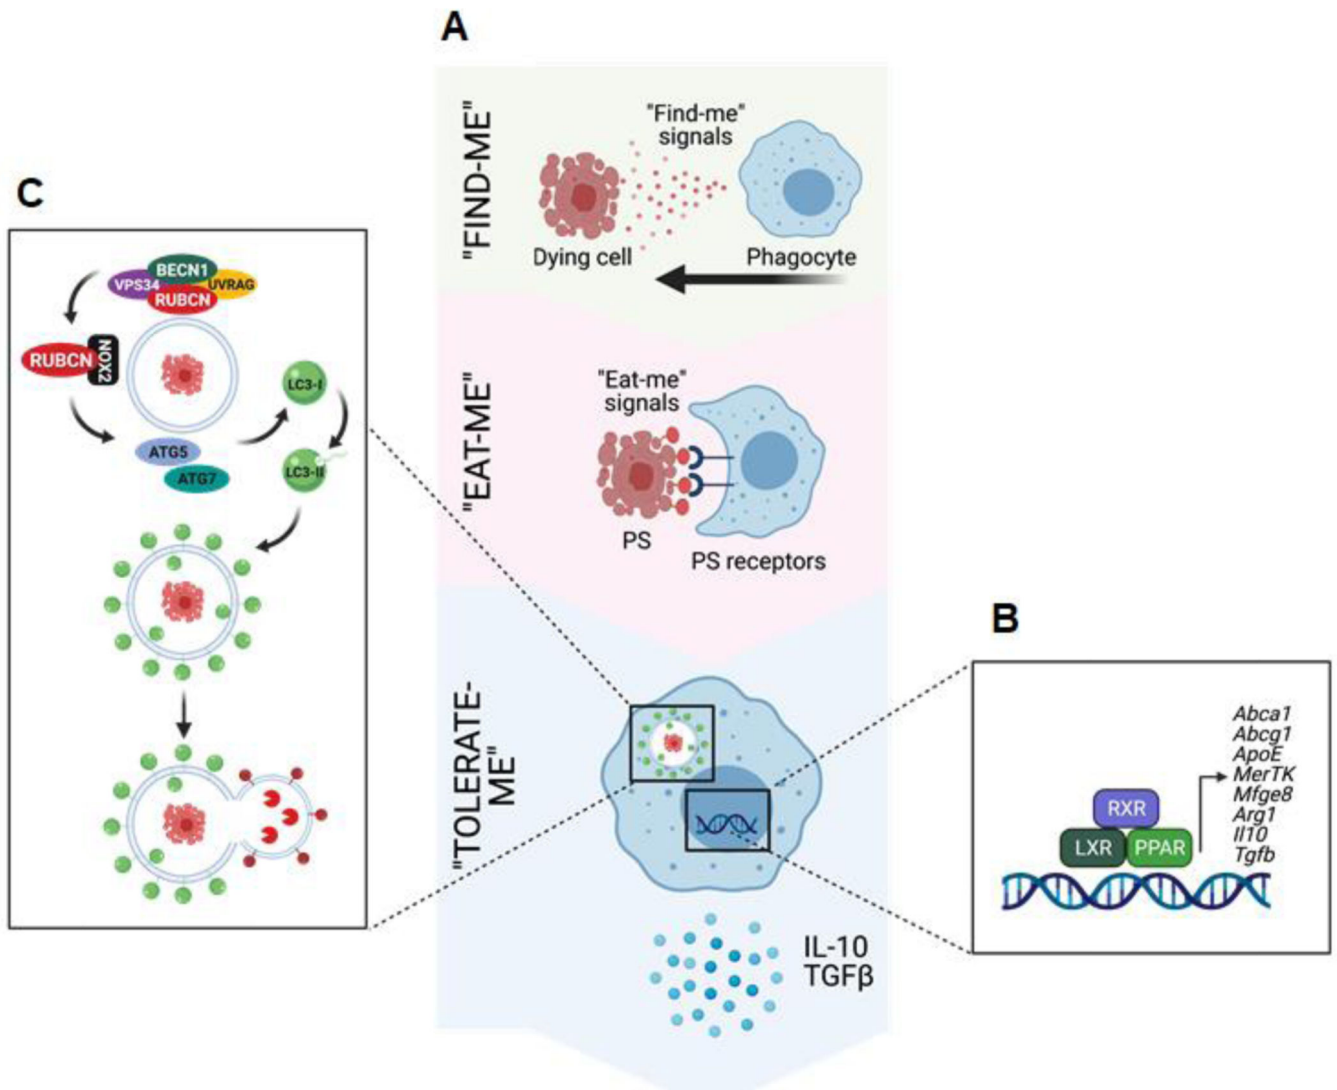 A
"FIND-ME"
"Find-me"
signals
Dying cell
Phagocyte
"EAT-ME"
"Eat-me"
signals
PS
PS receptors
"TOLERATE-
ME"
IL-10
TGFβ
B
Abca1
Abcg1
ApoE
MerTK
Mfge8
Arg1
Il10
Tgfb
RXR
LXR
PPAR
C
BECN1
VPS34
UVRAG
RUBCN
RUBCN
NOX2
LC3-I
ATG5
LC3-II
ATG7